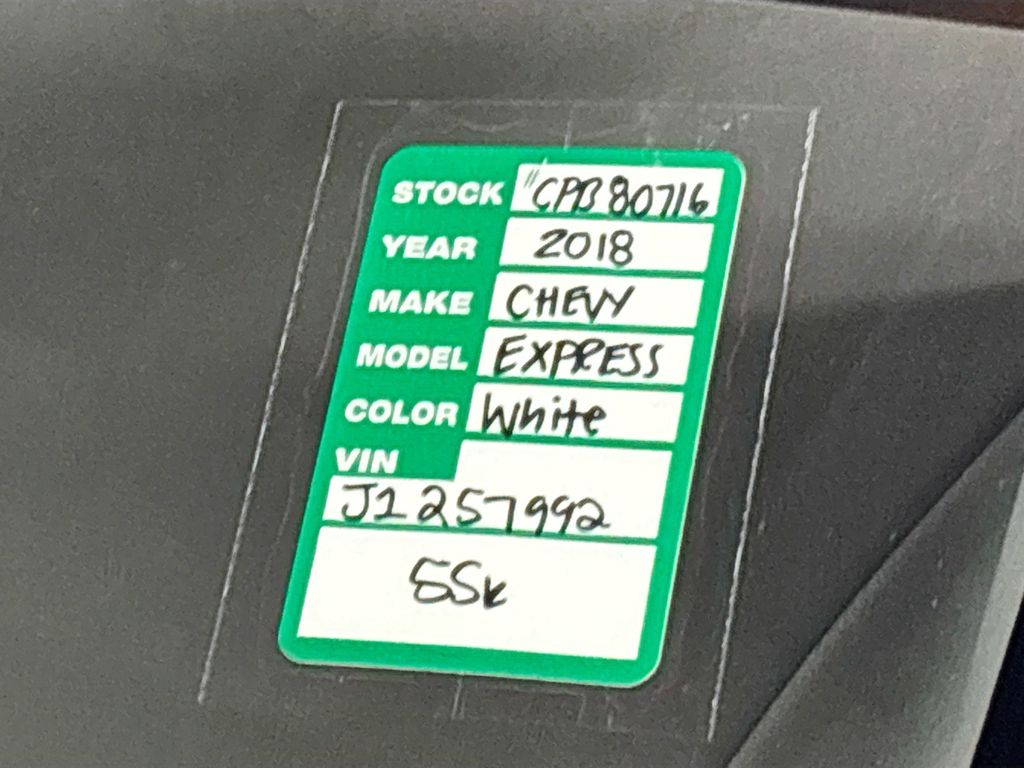 STOCK "CPB80716
YEAR 2018
MAKE CHEVY
MODEL EXPRESS
COLOR White
VIN
J1257992
55k